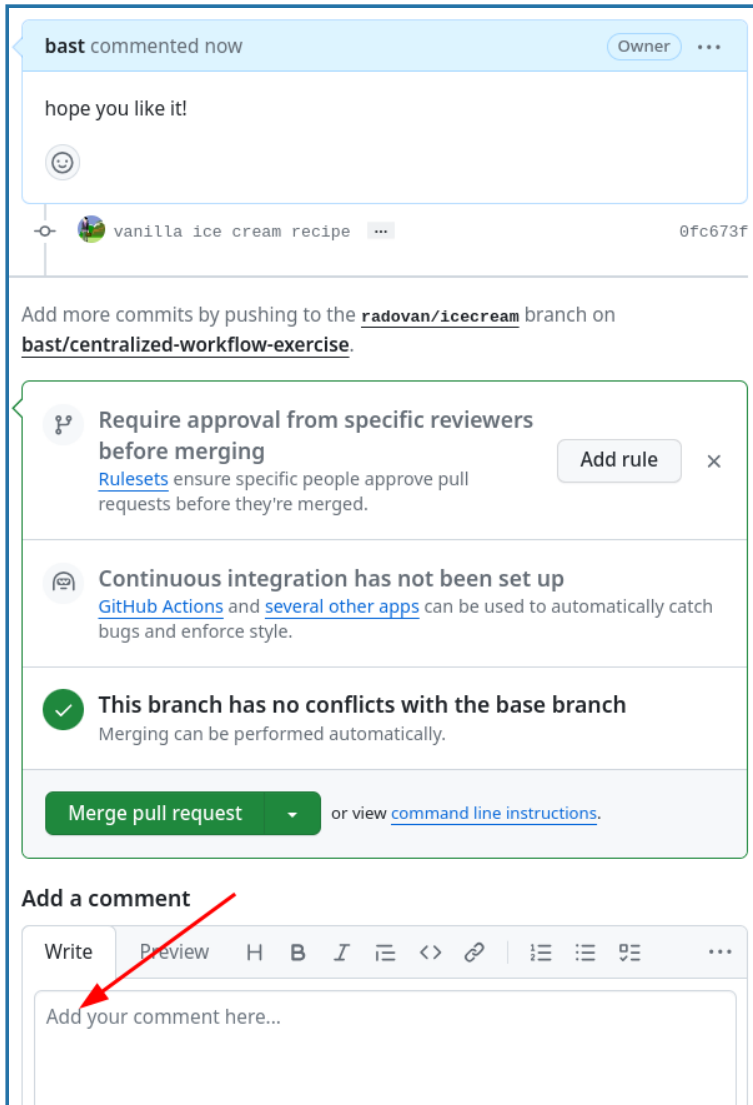 bast commented now Owner ...
hope you like it!
vanilla ice cream recipe ... 0fc673f
Add more commits by pushing to the radovan/icecream branch on
bast/centralized-workflow-exercise.
Require approval from specific reviewers
before merging
Rulesets ensure specific people approve pull
requests before they're merged.
Add rule
Continuous integration has not been set up
GitHub Actions and several other apps can be used to automatically catch
bugs and enforce style.
This branch has no conflicts with the base branch
Merging can be performed automatically.
Merge pull request or view command line instructions.
Add a comment
Write Preview H B I
Add your comment here...